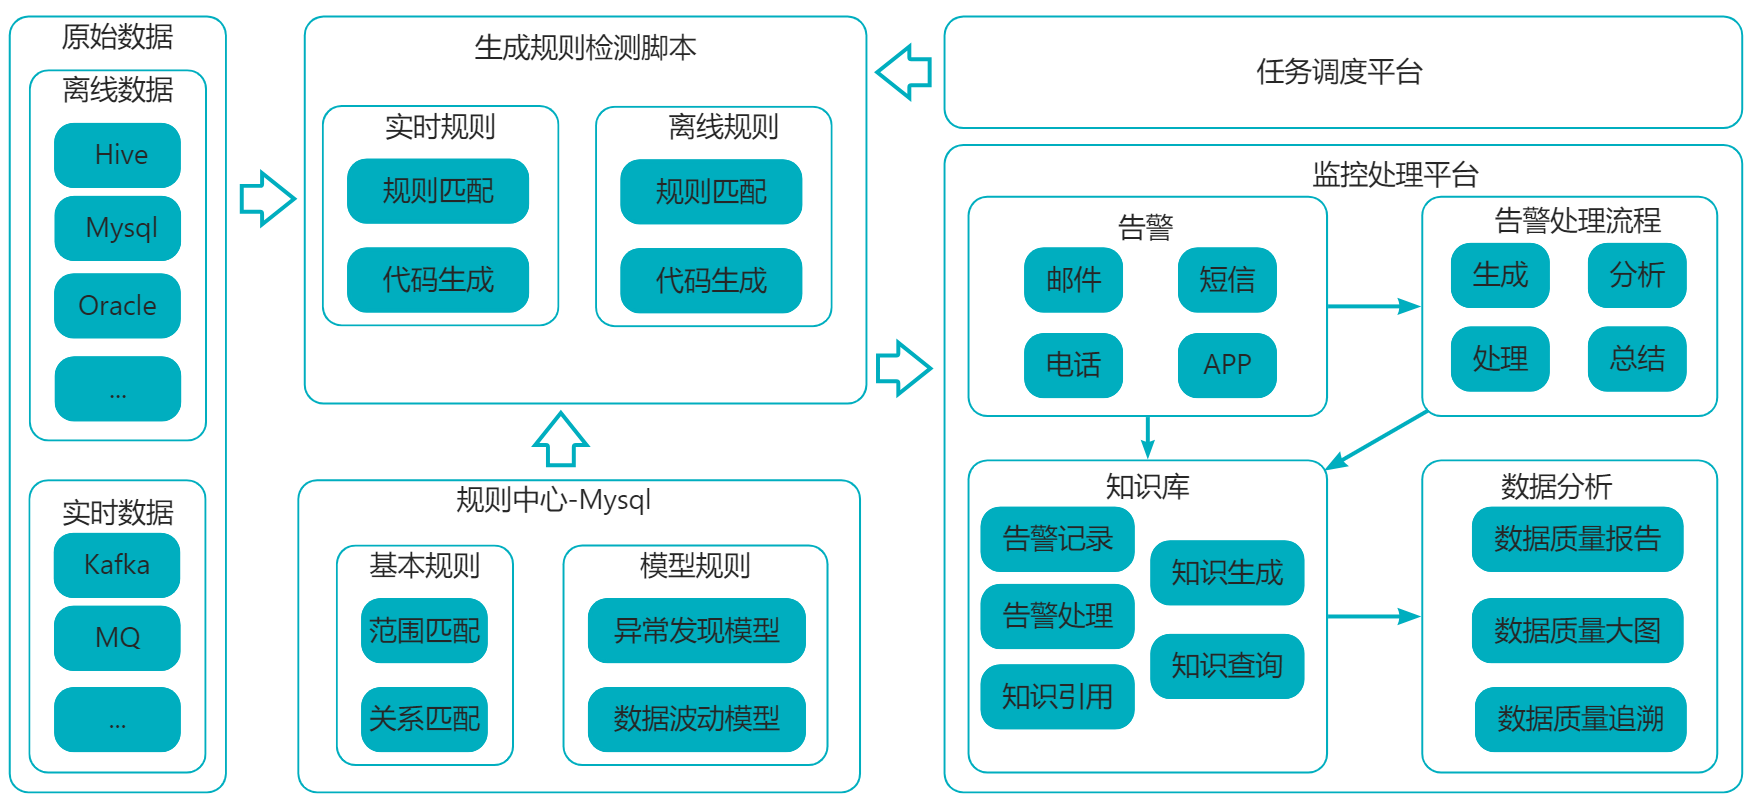 原始数据
离线数据
Hive
Mysql
Oracle
...
实时数据
Kafka
MQ
...
生成规则检测脚本
实时规则
规则匹配
代码生成
离线规则
规则匹配
代码生成
规则中心-Mysql
基本规则
范围匹配
关系匹配
模型规则
异常发现模型
数据波动模型
任务调度平台
监控处理平台
告警
邮件
短信
电话
APP
告警处理流程
生成
分析
处理
总结
知识库
告警记录
告警处理
知识引用
知识生成
知识查询
数据分析
数据质量报告
数据质量大图
数据质量追溯